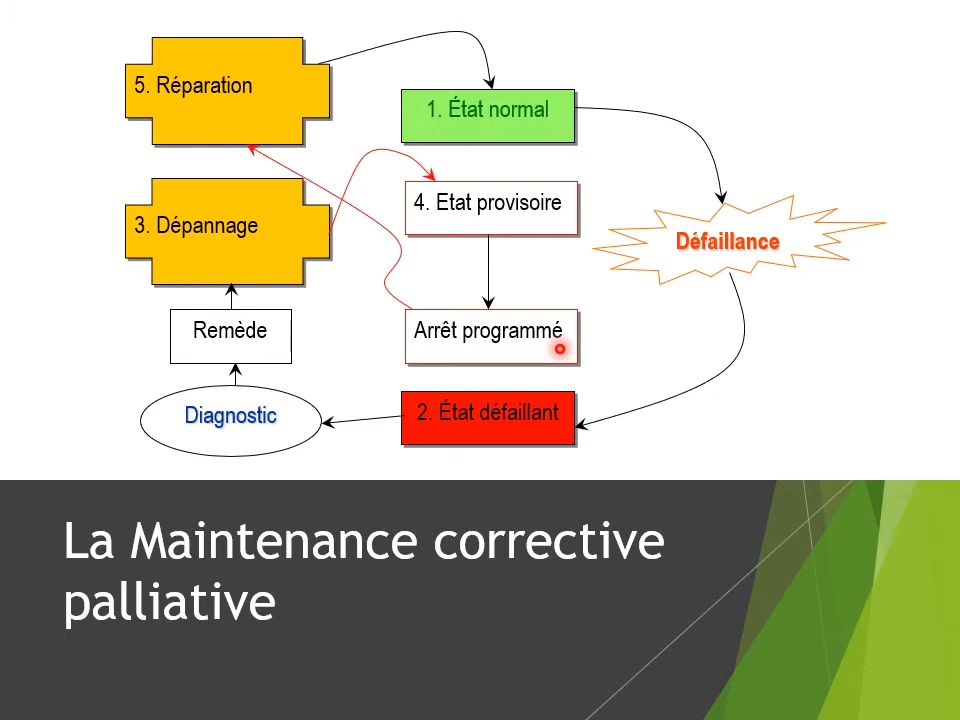 5. Réparation
1. État normal
4. Etat provisoire
3. Dépannage
Défaillance
Remède
Arrêt programmé
Diagnostic
2. État défaillant
La Maintenance corrective
palliative